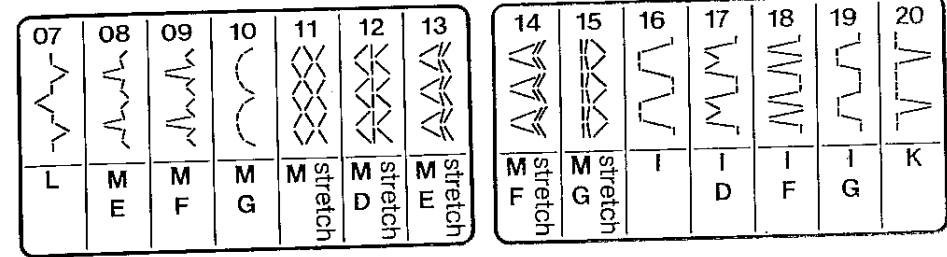 07 08 09 10 11 12 13 14 15 16 17 18 19 20
L M M M M stretch M stretch M stretch M stretch M stretch I I I I K
E F G D E F G D F G